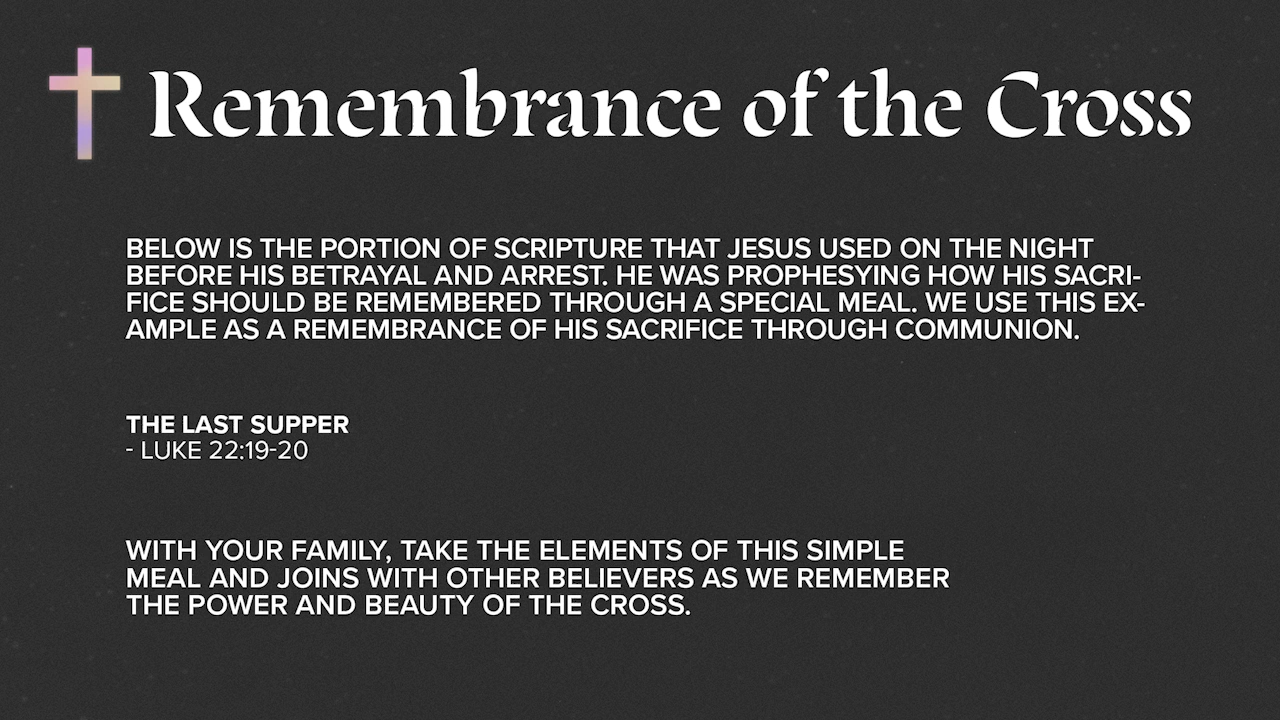 Remembrance of the Cross
BELOW IS THE PORTION OF SCRIPTURE THAT JESUS USED ON THE NIGHT
BEFORE HIS BETRAYAL AND ARREST. HE WAS PROPHESYING HOW HIS SACRI-
FICE SHOULD BE REMEMBERED THROUGH A SPECIAL MEAL. WE USE THIS EX-
AMPLE AS A REMEMBRANCE OF HIS SACRIFICE THROUGH COMMUNION.
THE LAST SUPPER
- LUKE 22:19-20
WITH YOUR FAMILY, TAKE THE ELEMENTS OF THIS SIMPLE
MEAL AND JOINS WITH OTHER BELIEVERS AS WE REMEMBER
THE POWER AND BEAUTY OF THE CROSS.